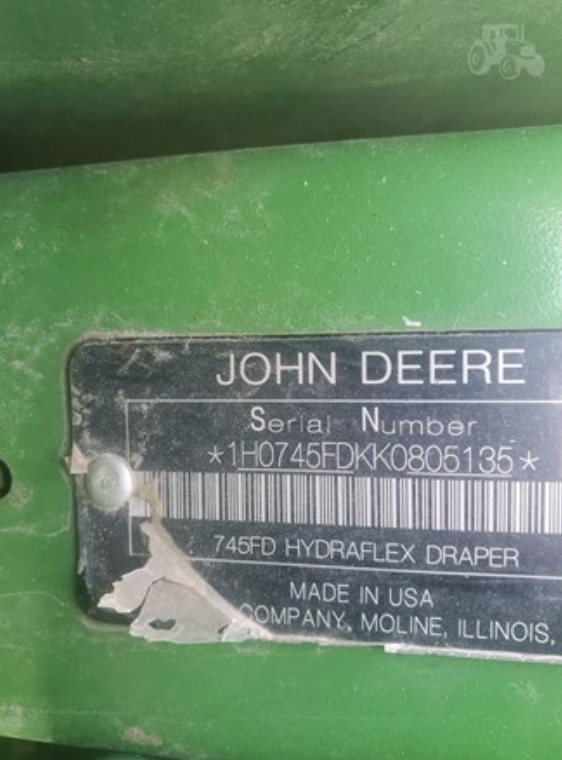 JOHN DEERE
Serial Number
*1H0745FDKK0805135*
745FD HYDRAFLEX DRAPER
MADE IN USA
COMPANY, MOLINE, ILLINOIS,